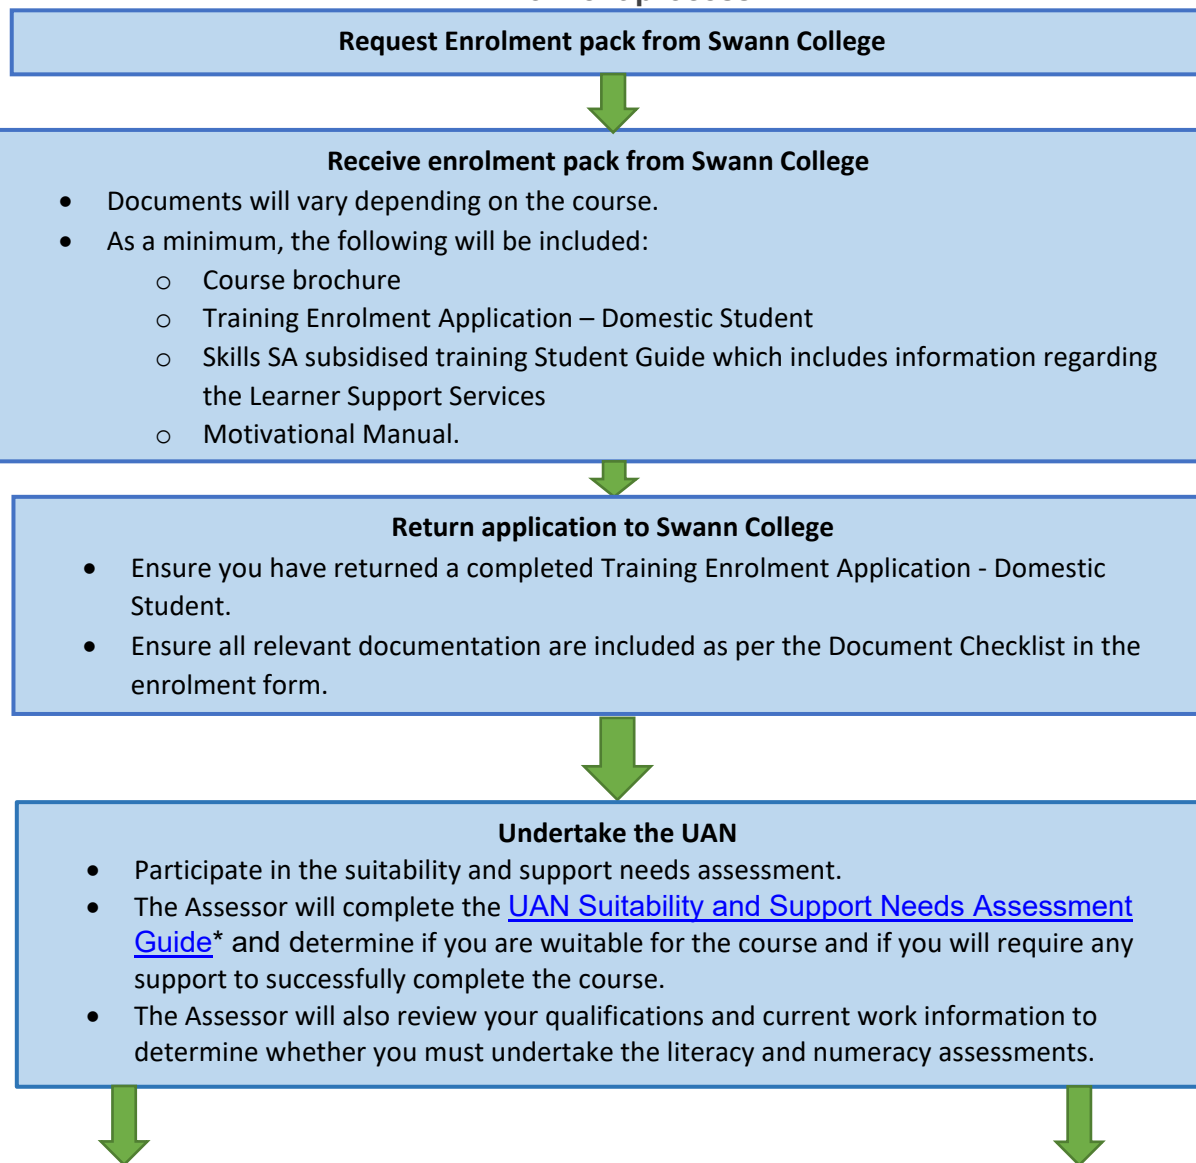 Request Enrolment pack from Swann College
Receive enrolment pack from Swann College
• Documents will vary depending on the course.
• As a minimum, the following will be included:
o Course brochure
o Training Enrolment Application – Domestic Student
o Skills SA subsidised training Student Guide which includes information regarding
the Learner Support Services
o Motivational Manual.
Return application to Swann College
• Ensure you have returned a completed Training Enrolment Application - Domestic
Student.
• Ensure all relevant documentation are included as per the Document Checklist in the
enrolment form.
Undertake the UAN
• Participate in the suitability and support needs assessment.
• The Assessor will complete the UAN Suitability and Support Needs Assessment
Guide* and determine if you are wuitable for the course and if you will require any
support to successfully complete the course.
• The Assessor will also review your qualifications and current work information to
determine whether you must undertake the literacy and numeracy assessments.